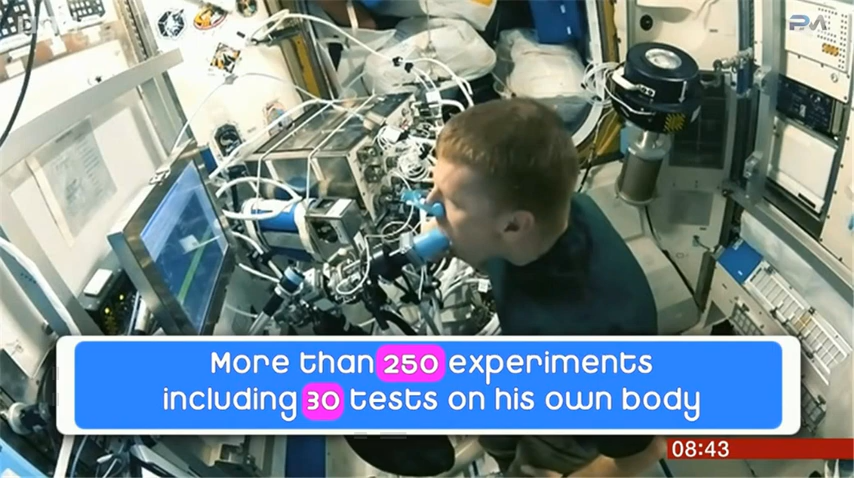 PA
More than 250 experiments
including 30 tests on his own body
08:43